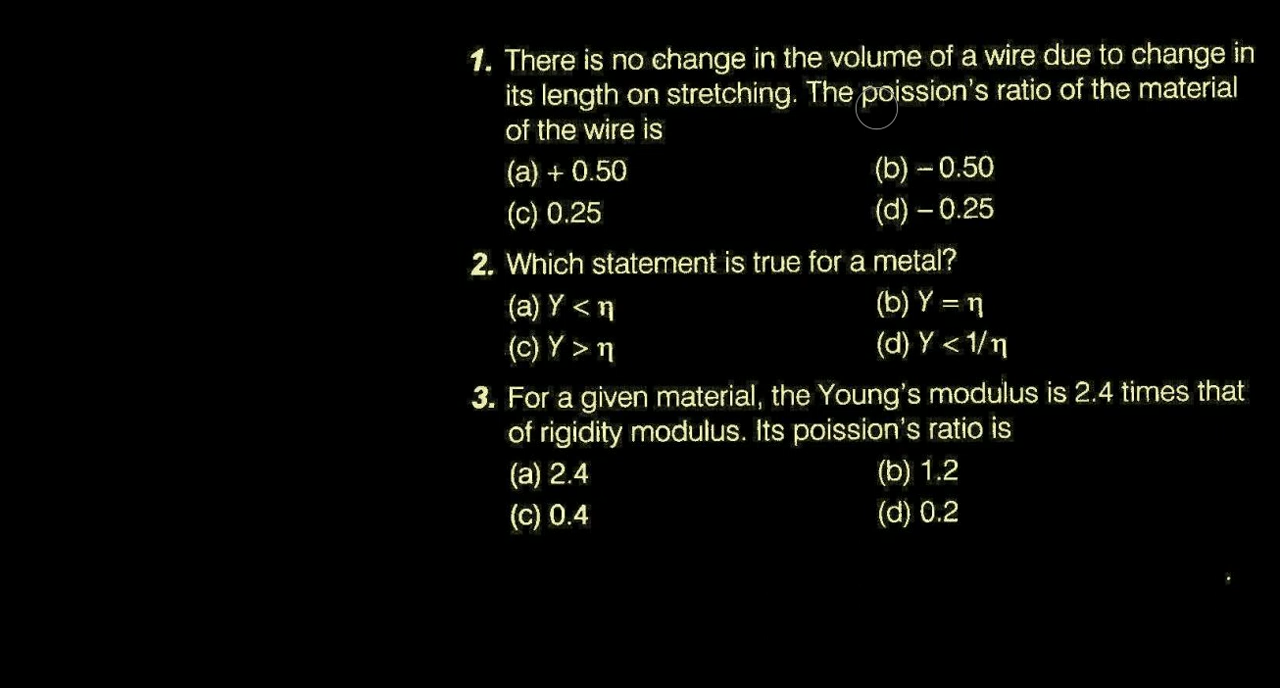 1. There is no change in the volume of a wire due to change in
its length on stretching. The poission's ratio of the material
of the wire is
(a) + 0.50 (b) – 0.50
(c) 0.25 (d) – 0.25
2. Which statement is true for a metal?
(a) Y < η (b) Y = η
(c) Y > η (d) Y < 1/η
3. For a given material, the Young's modulus is 2.4 times that
of rigidity modulus. Its poission's ratio is
(a) 2.4 (b) 1.2
(c) 0.4 (d) 0.2